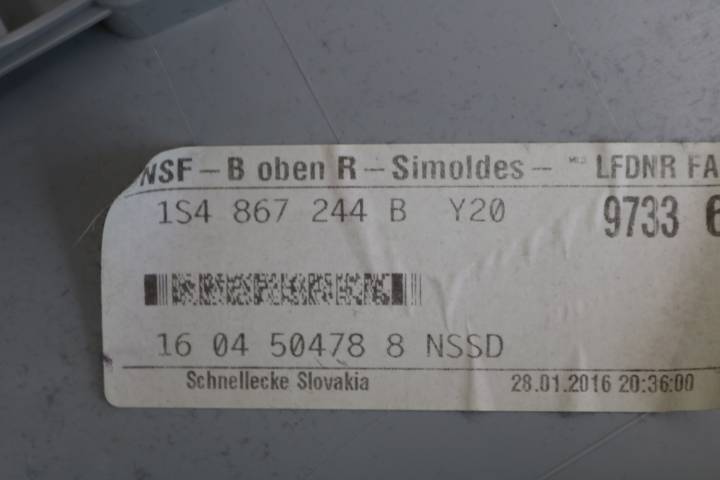 NSF-B oben R-Simoldes- LFDNR FA
1S4 867 244 B Y20 9733 6
16 04 50478 8 NSSD
Schnellecke Slovakia 28.01.2016 20:36:00